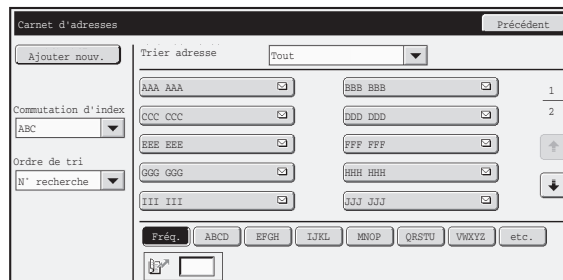 Carnet d'adresses
Précédent
Ajouter nouv.
Trier adresse
Tout
AAA AAA
BBB BBB
1
CCC CCC
DDD DDD
2
Commutation d'index
ABC
EEE EEE
FFF FFF
Ordre de tri
N° recherche
GGG GGG
HHH HHH
III III
JJJ JJJ
Fréq.
ABCD
EFGH
IJKL
MNOP
QRSTU
VWXYZ
etc.